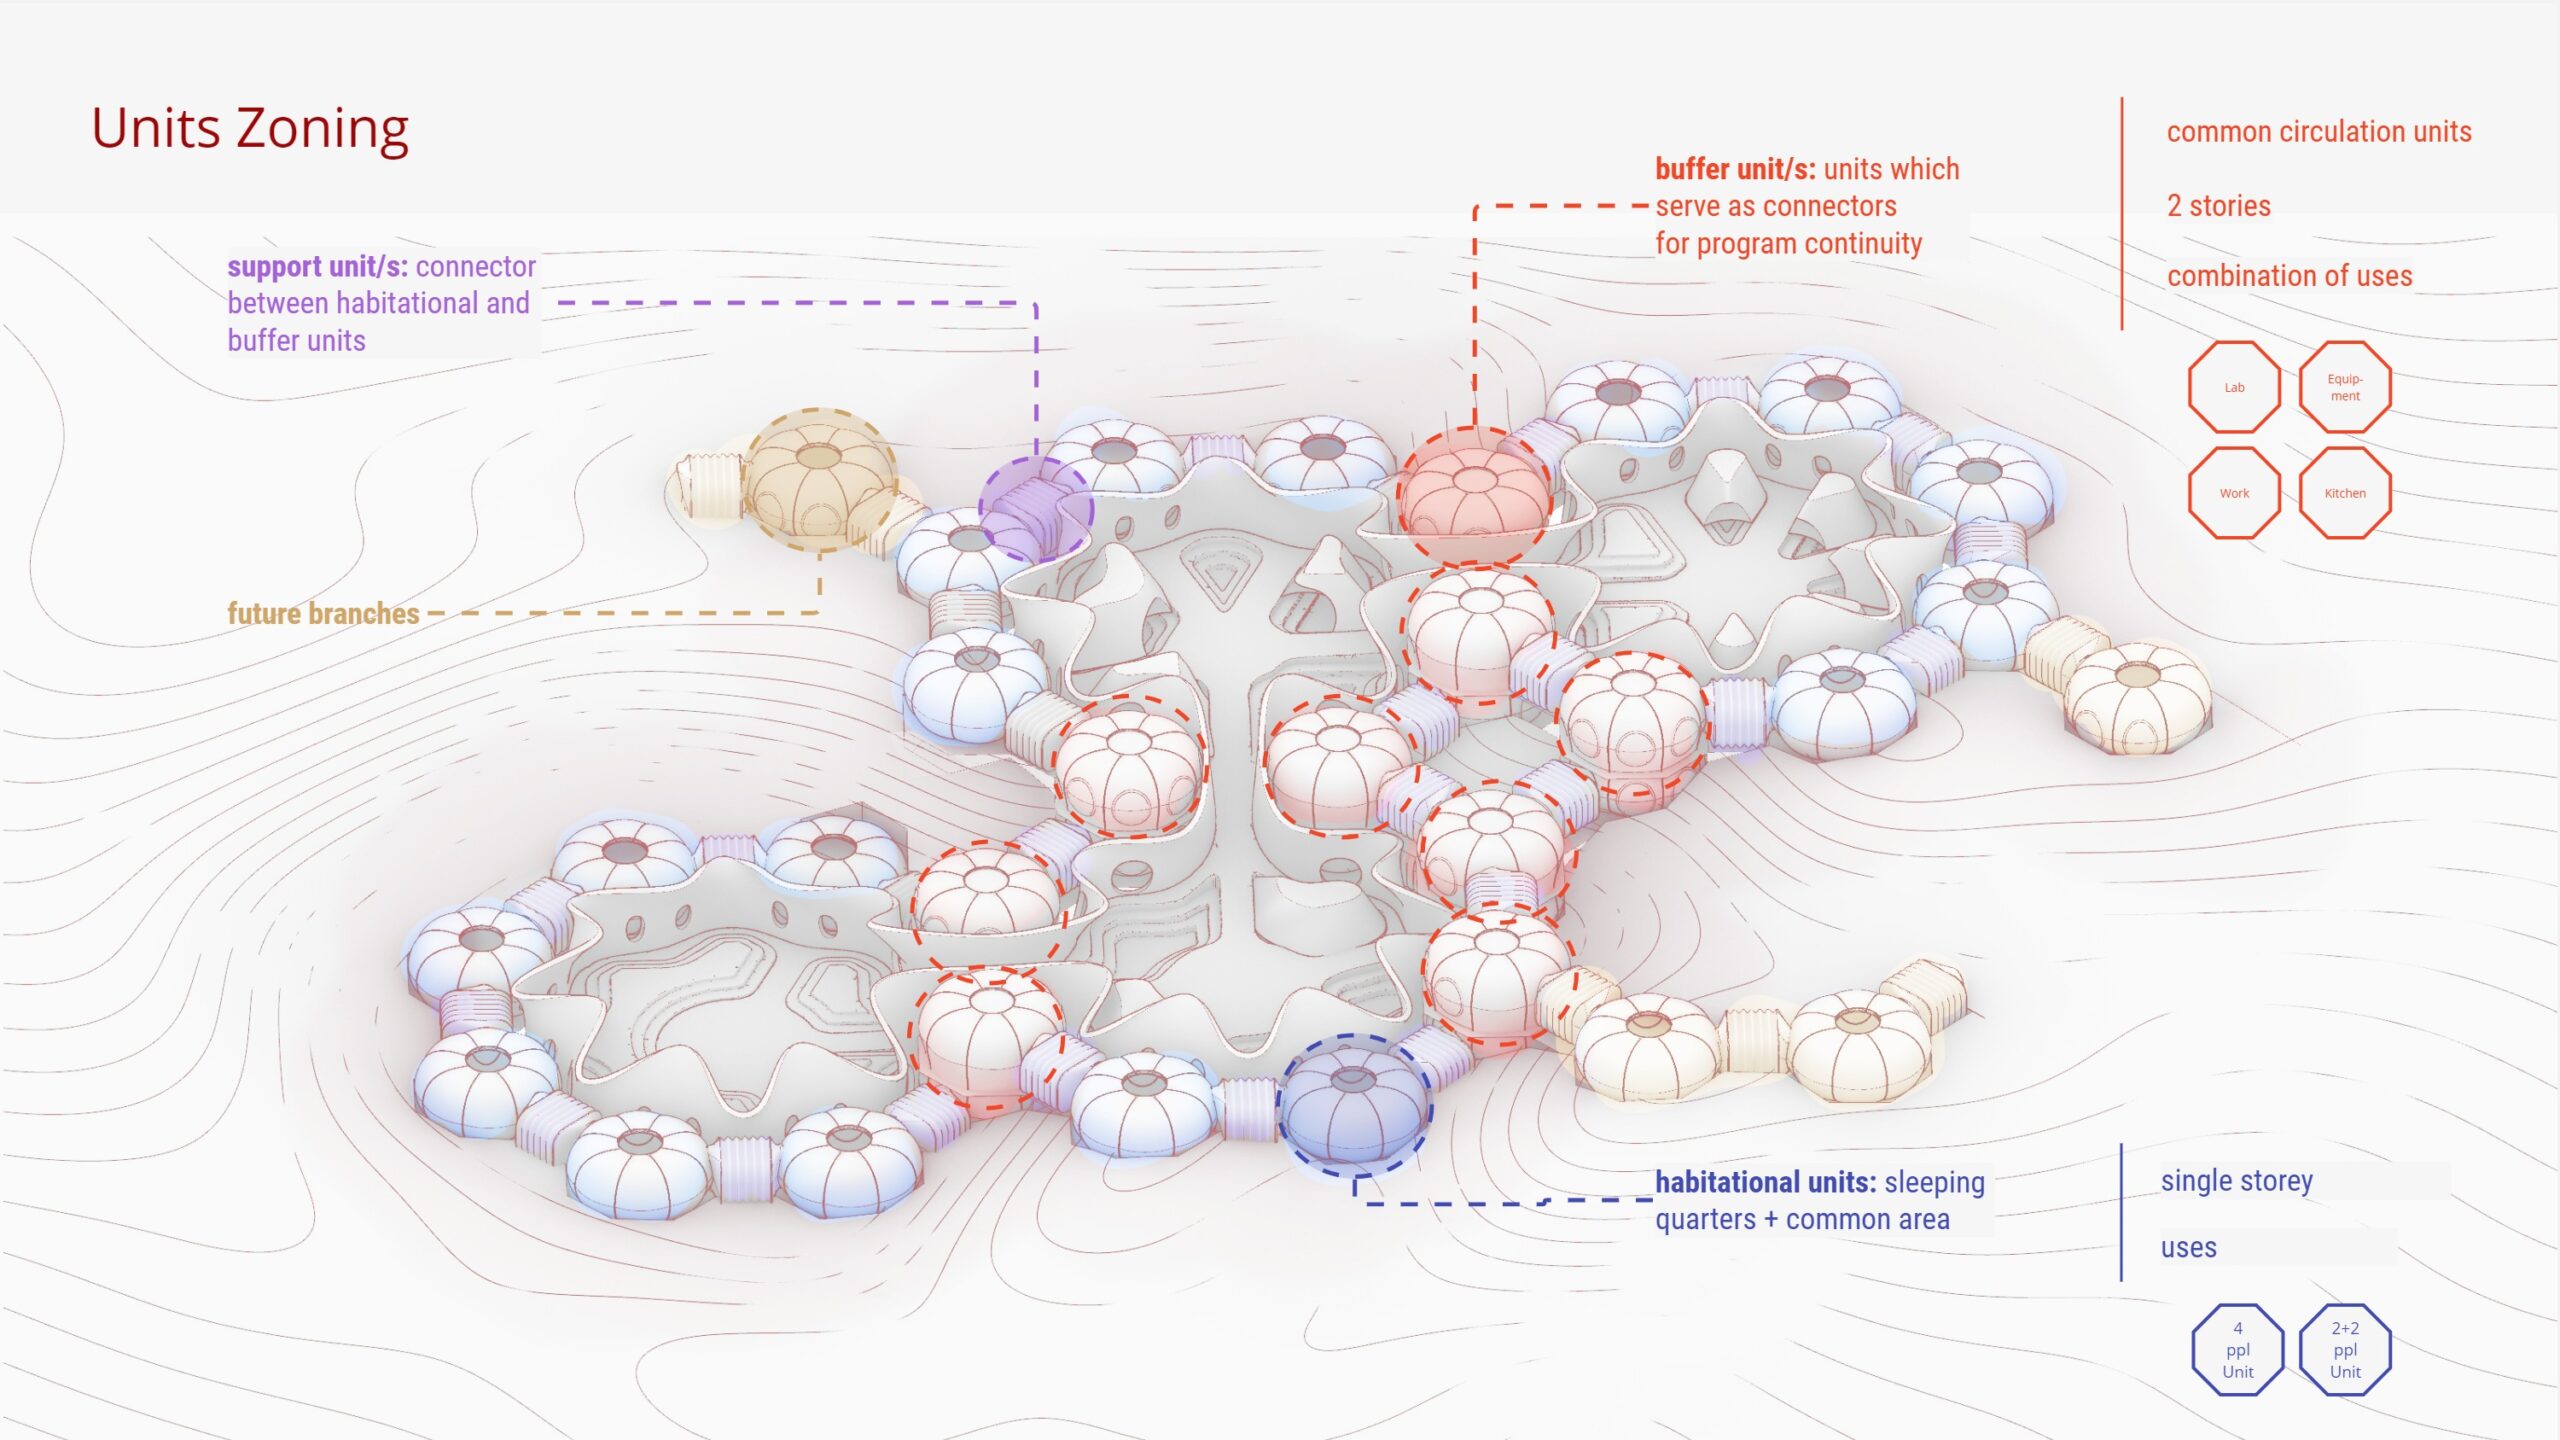 Units Zoning
support unit/s: connector
between habitational and
buffer units
future branches
buffer unit/s: units which
serve as connectors
for program continuity
common circulation units
2 stories
combination of uses
Lab
Equip-
ment
Work
Kitchen
habitational units: sleeping
quarters + common area
single storey
uses
4
ppl
Unit
2+2
ppl
Unit